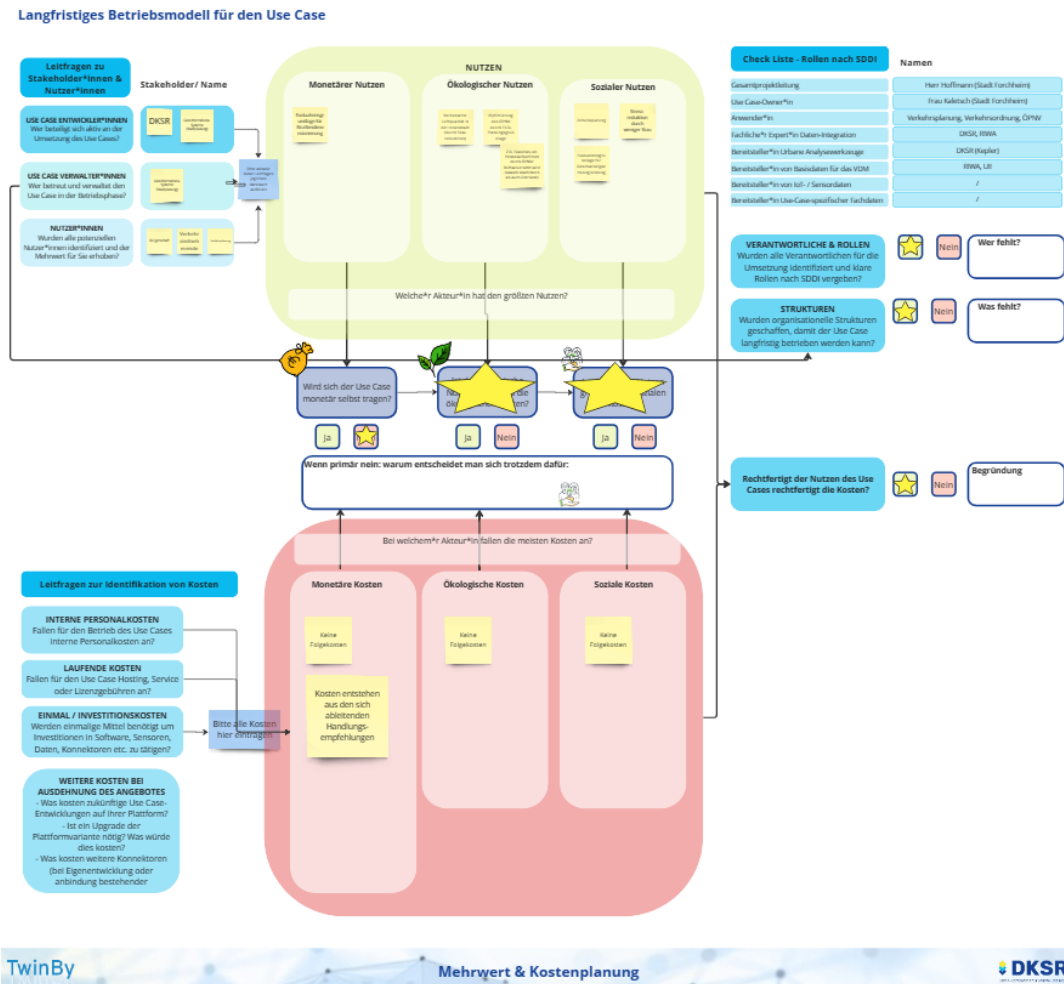 Langfristiges Betriebsmodell für den Use Case
Leitfragen zu
Stakeholder*innen &
Nutzer*innen
Stakeholder/ Name
USE CASE ENTWICKLER*INNEN
Wer beteiligt sich aktiv an der
Umsetzung des Use Cases?
DKSR
USE CASE VERWALTER*INNEN
Wer betreut und verwaltet den
Use Case in der Betriebsphase?
NUTZER*INNEN
Wurden alle potenziellen
Nutzer*innen identifiziert und der
Mehrwert für Sie erhoben?
NUTZEN
Monetärer Nutzen
Ökologischer Nutzen
Sozialer Nutzen
Stress-
reduktion
durch
weniger Stau
Welche*r Akteur*in hat den größten Nutzen?
Check Liste - Rollen nach SDDI
Namen
Gesamtprojektleitung
Herr Hoffmann (Stadt Forchheim)
Use Case-Owner*in
Frau Kaletsch (Stadt Forchheim)
Anwender*in
Verkehrsplanung, Verkehrsordnung, ÖPNV
Fachliche*r Expert*in Daten-Integration
DKSR, RIWA
Bereitsteller*in Urbane Analysewerkzeuge
DKSR (Kepler)
Bereitsteller*in von Basisdaten für das VDM
RIWA,
Bereitsteller*in von IoT- / Sensordaten
/
Bereitsteller*in Use-Case-spezifischer Fachdaten
/
VERANTWORTLICHE & ROLLEN
Wurden alle Verantwortlichen für die
Umsetzung identifiziert und klare
Rollen nach SDDI vergeben?
Nein
Wer fehlt?
STRUKTUREN
Wurden organisationelle Strukturen
geschaffen, damit der Use Case
langfristig betrieben werden kann?
Nein
Was fehlt?
Wird sich der Use Case
monetär selbst tragen?
Ja
Ja
Nein
Ja
Nein
Wenn primär nein: warum entscheidet man sich trotzdem dafür:
Rechtfertigt der Nutzen des Use
Cases rechtfertigt die Kosten?
Nein
Begründung
Bei welchem*r Akteur*in fallen die meisten Kosten an?
Monetäre Kosten
Ökologische Kosten
Soziale Kosten
Keine
Folgekosten
Keine
Folgekosten
Keine
Folgekosten
Kosten entstehen
aus den sich
ableitenden
Handlungs-
empfehlungen
Leitfragen zur Identifikation von Kosten
INTERNE PERSONALKOSTEN
Fallen für den Betrieb des Use Cases
interne Personalkosten an?
LAUFENDE KOSTEN
Fallen für den Use Case Hosting, Service
oder Lizenzgebühren an?
EINMAL / INVESTITIONSKOSTEN
Werden einmalige Mittel benötigt um
Investitionen in Software, Sensoren,
Daten, Konnektoren etc. zu tätigen?
Bitte alle Kosten
hier eintragen
WEITERE KOSTEN BEI
AUSDEHNUNG DES ANGEBOTES
- Was kosten zukünftige Use Case-
Entwicklungen auf ihrer Plattform?
- Ist ein Upgrade der
Plattformvariante nötig? Was würde
dies kosten?
- Was kosten weitere Konnektoren
(bei Eigenentwicklung oder
anbindung bestehender
TwinBy
Mehrwert & Kostenplanung
DKSR